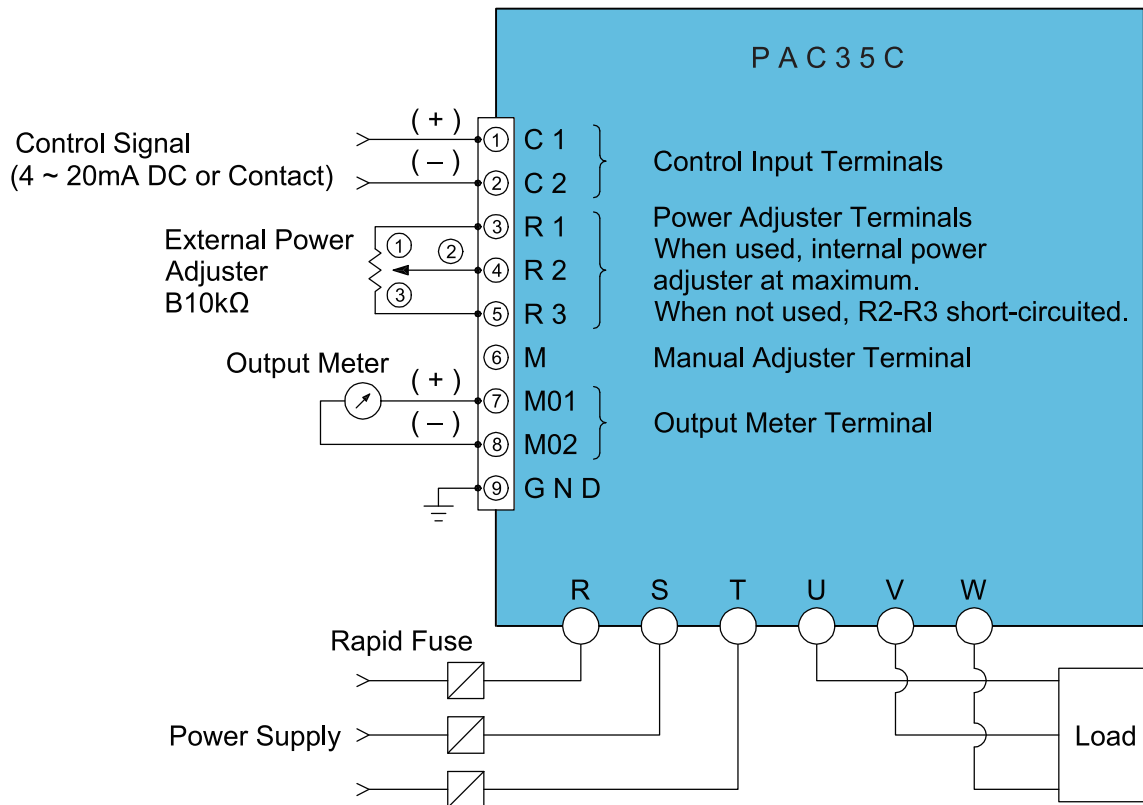 PAC35C
Control Signal
(4 ~ 20mA DC or Contact)
(+)
(−)
① C1
② C2
Control Input Terminals
External Power
Adjuster
B10kΩ
①
②
③
③ R1
④ R2
⑤ R3
Power Adjuster Terminals
When used, internal power
adjuster at maximum.
When not used, R2-R3 short-circuited.
⑥ M
Manual Adjuster Terminal
Output Meter
(+)
(−)
⑦ M01
⑧ M02
Output Meter Terminal
⑨ GND
R S T U V W
Rapid Fuse
Power Supply
Load